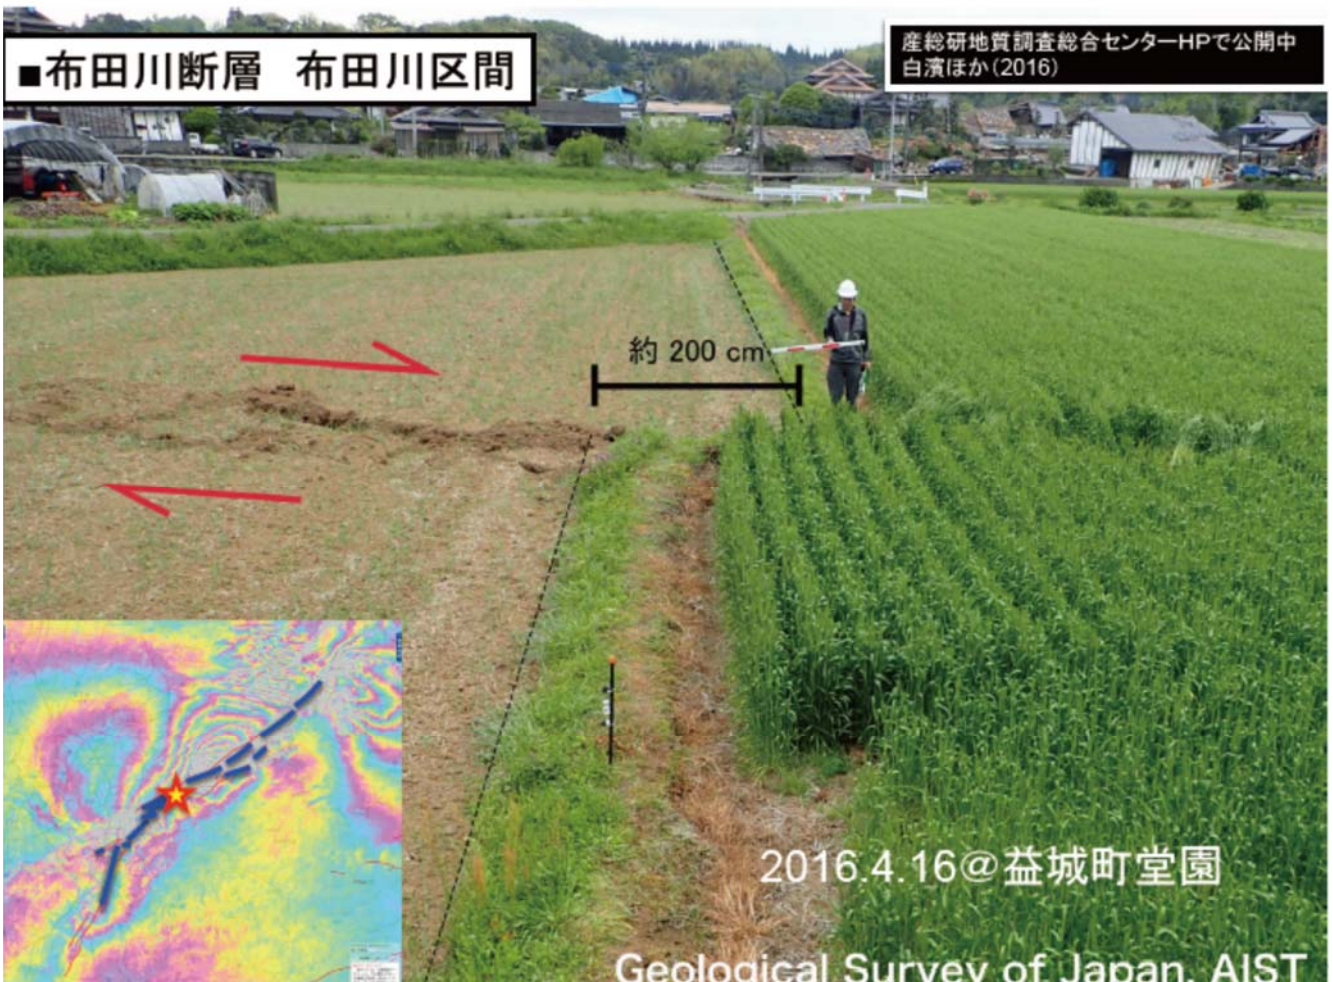 ■布田川断層 布田川区間
産総研地質調査総合センターHPで公開中
白濱ほか(2016)
約 200 cm
2016.4.16@益城町堂園
Geological Survey of Japan, AIST